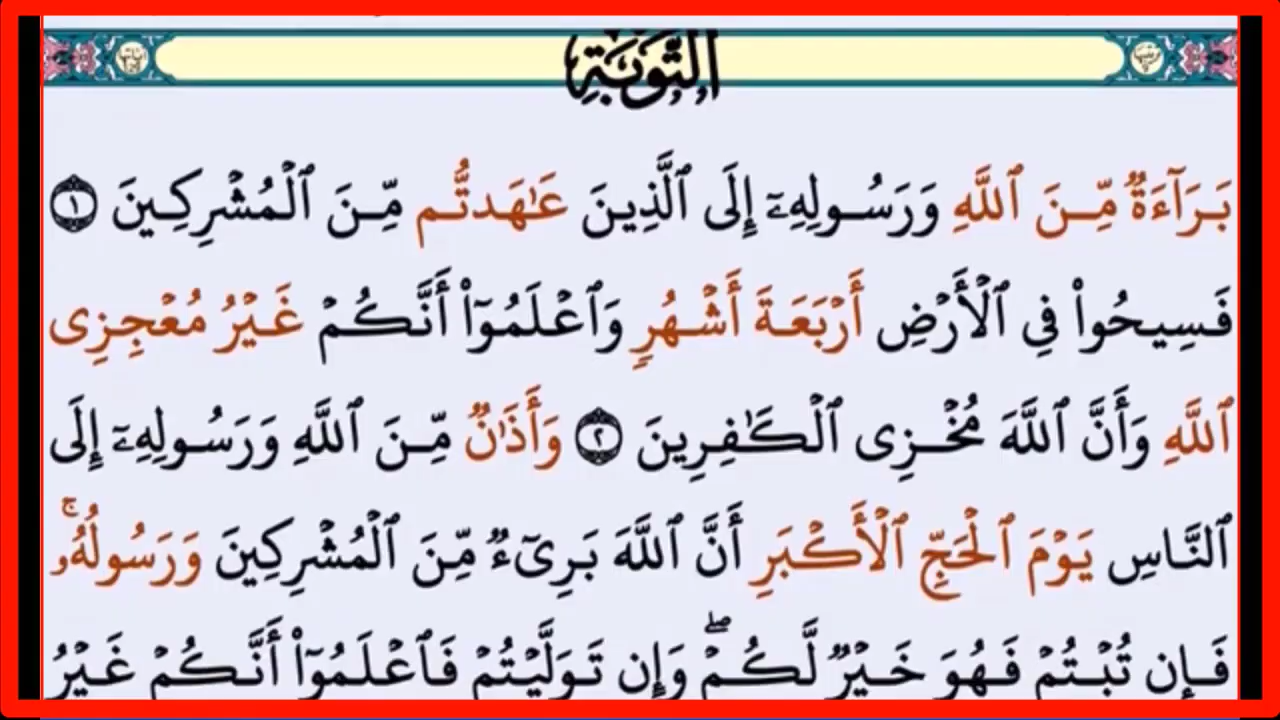 التَّوْبَةِ
بَرَآءَةٌ مِّنَ ٱللَّهِ وَرَسُولِهِۦٓ إِلَى ٱلَّذِينَ عَٰهَدتُّم مِّنَ ٱلْمُشْرِكِينَ ١
فَسِيحُوا۟ فِى ٱلْأَرْضِ أَرْبَعَةَ أَشْهُرٍ وَٱعْلَمُوٓا۟ أَنَّكُمْ غَيْرُ مُعْجِزِى
ٱللَّهِ وَأَنَّ ٱللَّهَ مُخْزِى ٱلْكَٰفِرِينَ ٢ وَأَذَٰنٌ مِّنَ ٱللَّهِ وَرَسُولِهِۦٓ إِلَى
ٱلنَّاسِ يَوْمَ ٱلْحَجِّ ٱلْأَكْبَرِ أَنَّ ٱللَّهَ بَرِىٓءٌ مِّنَ ٱلْمُشْرِكِينَ وَرَسُولُهُۥ ۚ
فَإِن تُبْتُمْ فَهُوَ خَيْرٌ لَّكُمْ ۖ وَإِن تَوَلَّيْتُمْ فَٱعْلَمُوٓا۟ أَنَّكُمْ غَيْرُ